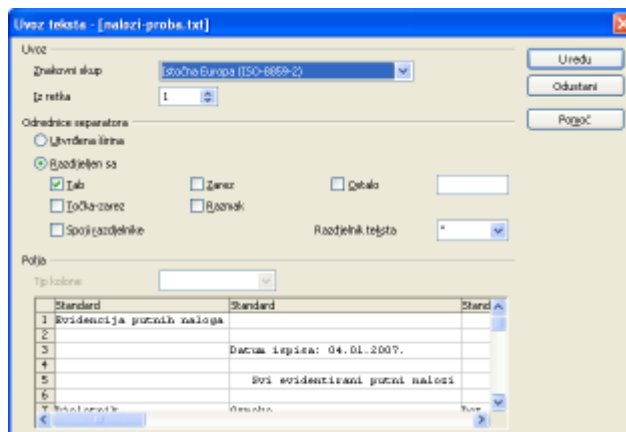 Uvoz teksta - [nalozi-proba.txt]
Uvoz
Znakovni skup Istočna Europa (ISO-8859-2)
Iz retka 1
U redu
Odustani
Pomoć
Odrednice separatora
Utvrđena širina
Razdijeljen sa
Tab Zarez Ostalo
Točka-zarez Razmak
Spoji razdjelnike Razdjelnik teksta "
Polja
Tip kolone
Standard Standard Stand
1 Evidencija putnih naloga
2
3 Datum ispisa: 04.01.2007.
4
5 Svi evidentirani putni nalozi
6
7